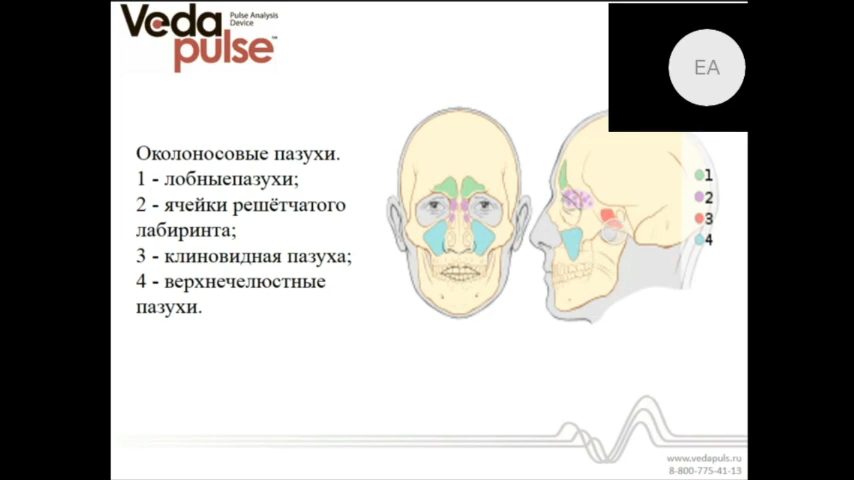 Veda pulse™
Pulse Analysis
Device
EA
Околоносовые пазухи.
1 - лобныепазухи;
2 - ячейки решётчатого
лабиринта;
3 - клиновидная пазуха;
4 - верхнечелюстные
пазухи.
1
2
3
4
www.vedapuls.ru
8-800-775-41-13